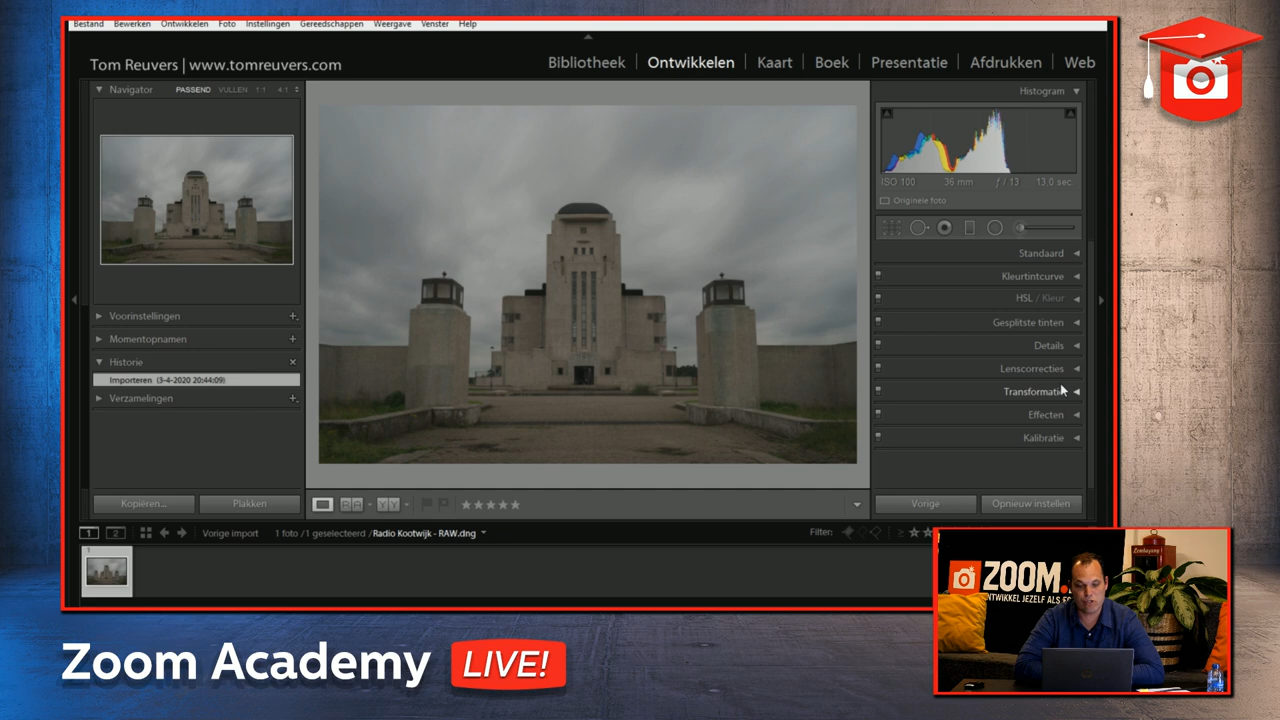 Bestand Bewerken Ontwikkelen Foto Instellingen Gereedschappen Weergave Venster Help
Tom Reuvers | www.tomreuvers.com
Bibliotheek Ontwikkelen Kaart Boek Presentatie Afdrukken Web
Navigator PASSEND VULLEN 1:1 4:1
Histogram
ISO 100 36 mm ƒ / 13 13,0 sec
Originele foto
Standaard
Kleurtintcurve
HSL / Kleur
Gesplitste tinten
Details
Lenscorrecties
Transformatie
Effecten
Kalibratie
Voorinstellingen
Momentopnamen
Historie
Importeren (3-4-2020 20:44:09)
Verzamelingen
Kopiëren... Plakken
Vorige Opnieuw instellen
1 2 Vorige import 1 foto /1 geselecteerd /Radio Kootwijk - RAW.dng Filter:
1
ZOOM.
Zoom Academy LIVE!